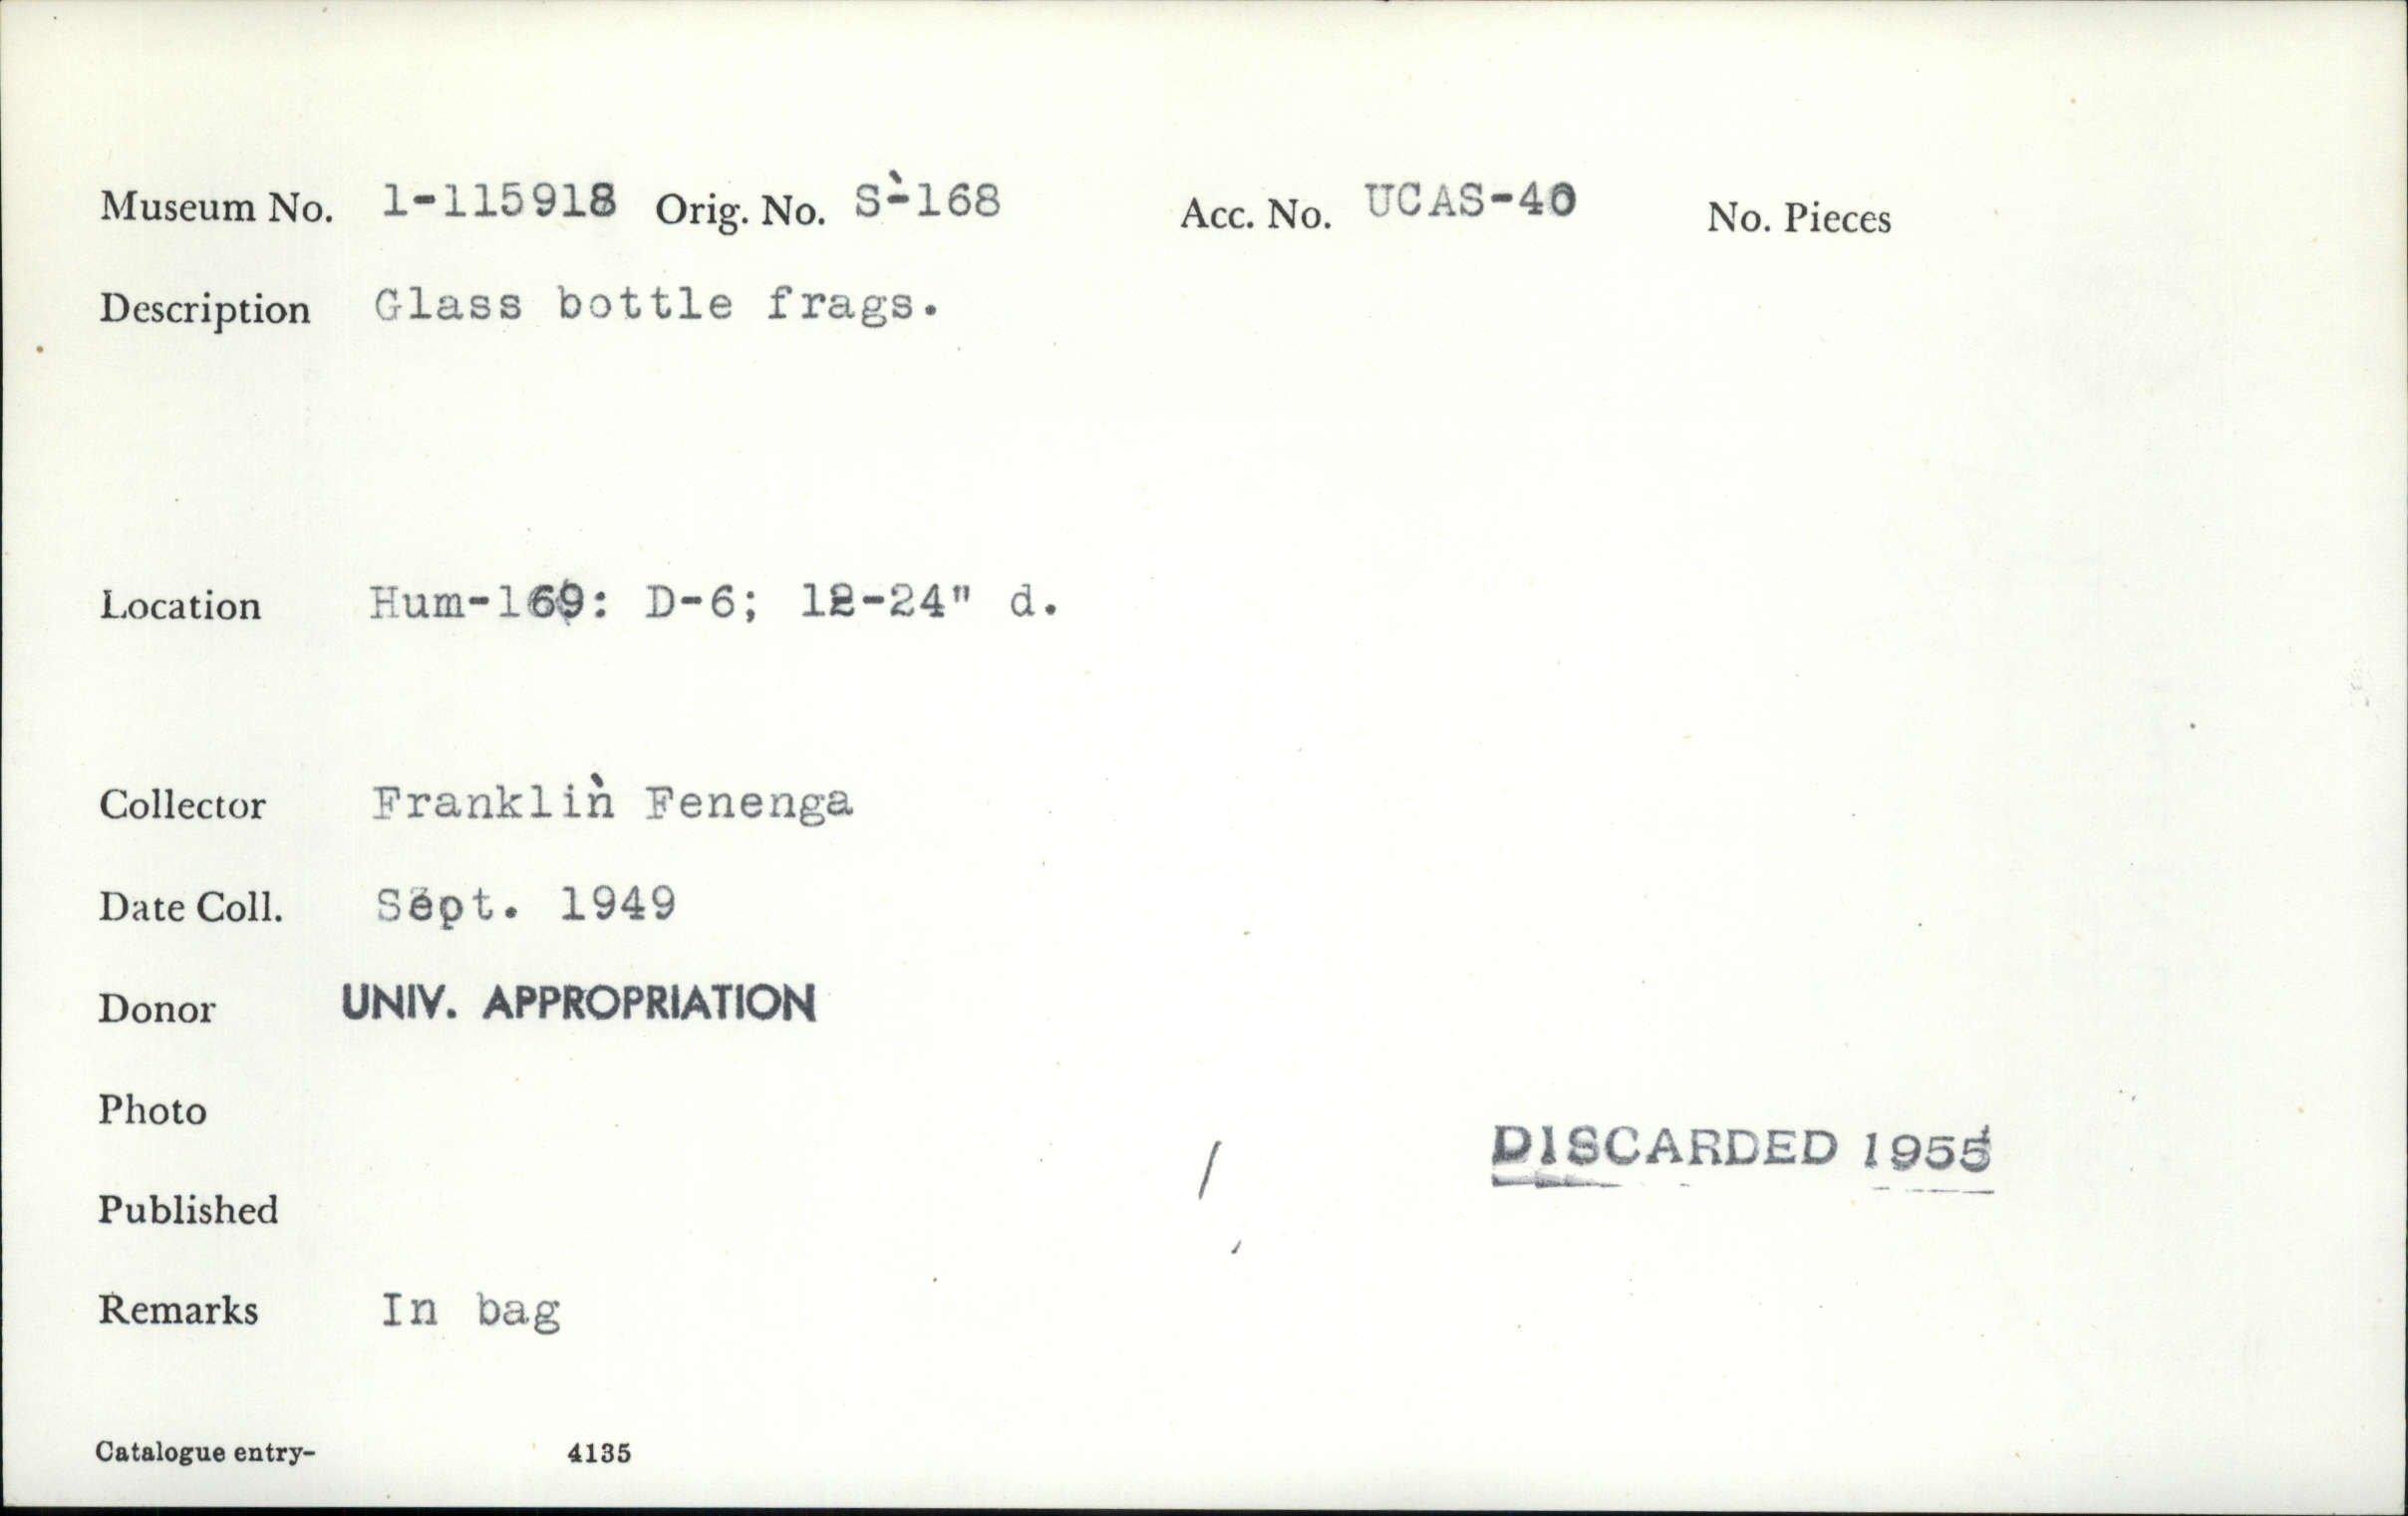 Museum No. 1-115918 Orig. No. S-168 Acc. No. UCAS-40 No. Pieces
Description Glass bottle frags.
Location Hum-169: D-6; 12-24" d.
Collector Franklin Fenenga
Date Coll. Sept. 1949
Donor UNIV. APPROPRIATION
Photo
DISCARDED 1955
Published
Remarks In bag
Catalogue entry- 4135